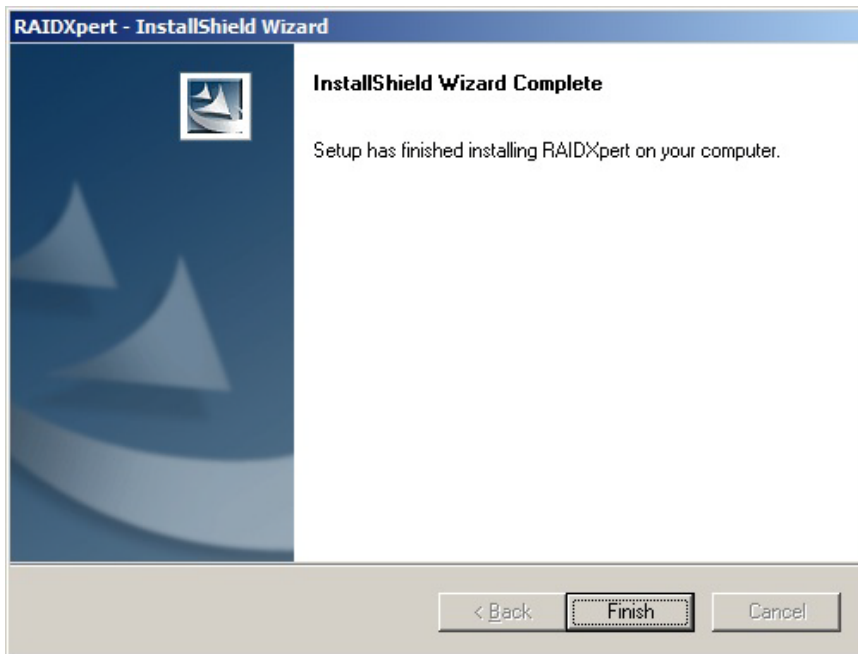 RAIDXpert - InstallShield Wizard
InstallShield Wizard Complete
Setup has finished installing RAIDXpert on your computer.
< Back
Finish
Cancel